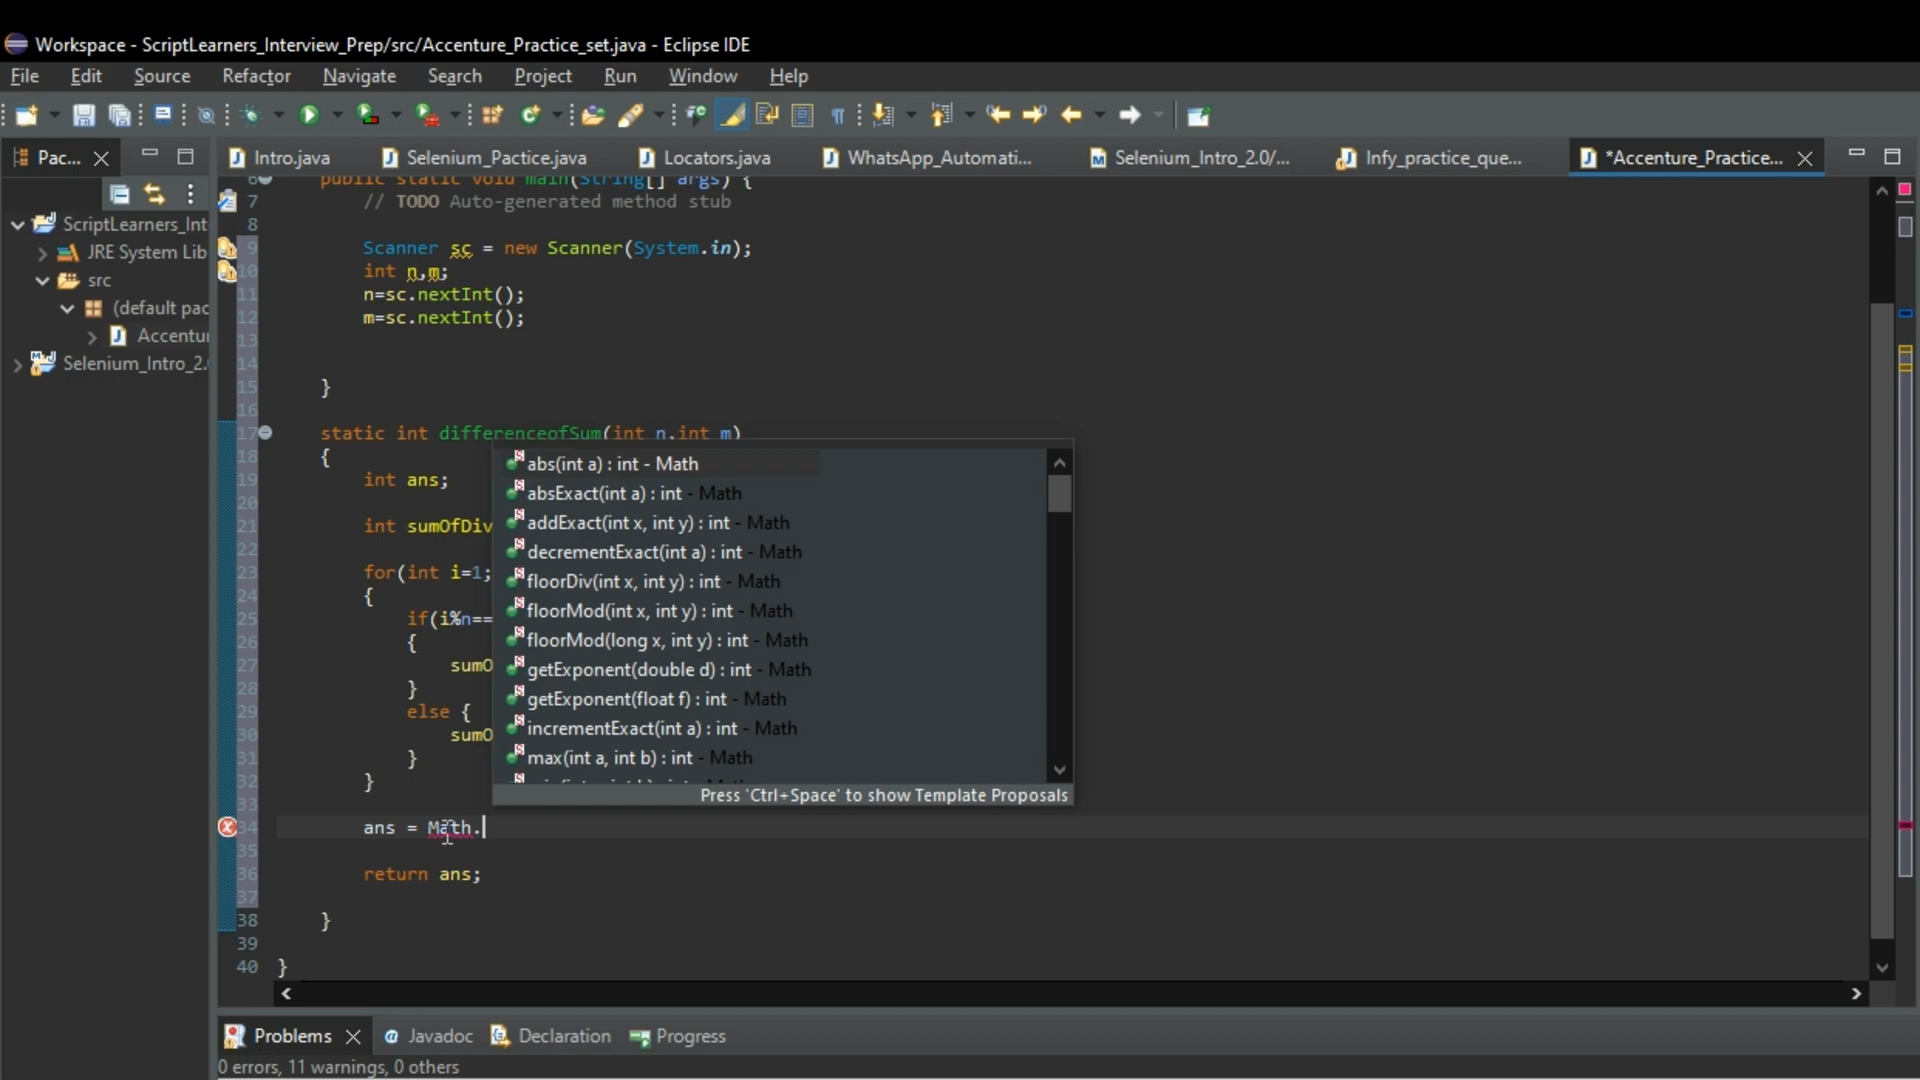 Workspace - ScriptLearners_Interview_Prep/src/Accenture_Practice_set.java - Eclipse IDE
File Edit Source Refactor Navigate Search Project Run Window Help
Pac... Intro.java Selenium_Pactice.java Locators.java WhatsApp_Automati... Selenium_Intro_2.0/... Infy_practice_que... *Accenture_Practice...
ScriptLearners_Int
JRE System Lib
src
(default pac
Accentur
Selenium_Intro_2.
6 public static void main(String[] args) {
7 // TODO Auto-generated method stub
8
9 Scanner sc = new Scanner(System.in);
10 int n,m;
11 n=sc.nextInt();
12 m=sc.nextInt();
13
14
15 }
16
17 static int differenceofSum(int n,int m)
18 {
19 int ans;
20
21 int sumOfDiv
22
23 for(int i=1;
24 {
25 if(i%n==
26 {
27 sumO
28 }
29 else {
30 sumO
31 }
32 }
33
34 ans = Math.
35
36 return ans;
37
38 }
39
40 }
abs(int a) : int - Math
absExact(int a) : int - Math
addExact(int x, int y) : int - Math
decrementExact(int a) : int - Math
floorDiv(int x, int y) : int - Math
floorMod(int x, int y) : int - Math
floorMod(long x, int y) : int - Math
getExponent(double d) : int - Math
getExponent(float f) : int - Math
incrementExact(int a) : int - Math
max(int a, int b) : int - Math
Press 'Ctrl+Space' to show Template Proposals
Problems Javadoc Declaration Progress
0 errors, 11 warnings, 0 others